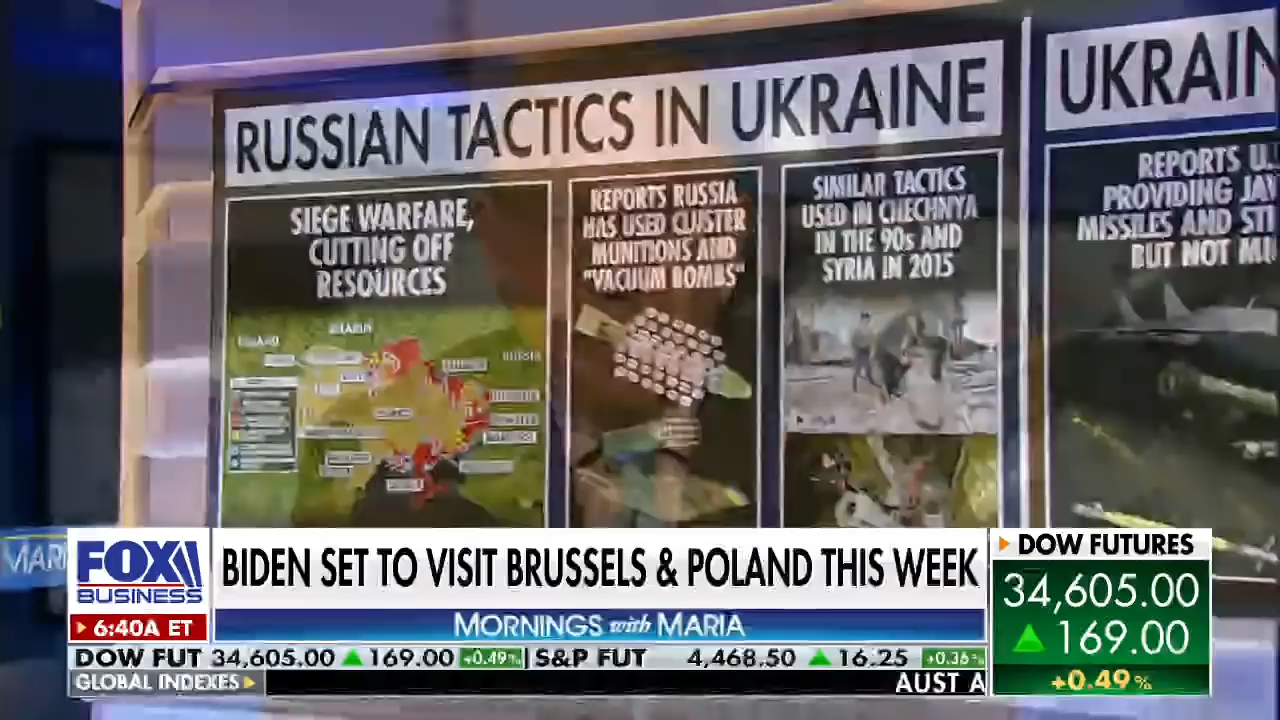 RUSSIAN TACTICS IN UKRAINE
SIEGE WARFARE,
CUTTING OFF
RESOURCES
REPORTS RUSSIA
HAS USED CLUSTER
MUNITIONS AND
"VACUUM BOMBS"
SIMILAR TACTICS
USED IN CHECHNYA
IN THE 90s AND
SYRIA IN 2015
UKRAIN
REPORTS U.
PROVIDING JAV
MISSILES AND STI
BUT NOT MI
RUSSIA
MARI
FOX
BUSINESS
6:40A ET
BIDEN SET TO VISIT BRUSSELS & POLAND THIS WEEK
MORNINGS with MARIA
DOW FUTURES
34,605.00
169.00
+0.49%
DOW FUT 34,605.00 169.00 +0.49% S&P FUT 4,468.50 16.25 +0.36%
GLOBAL INDEXES
AUST A